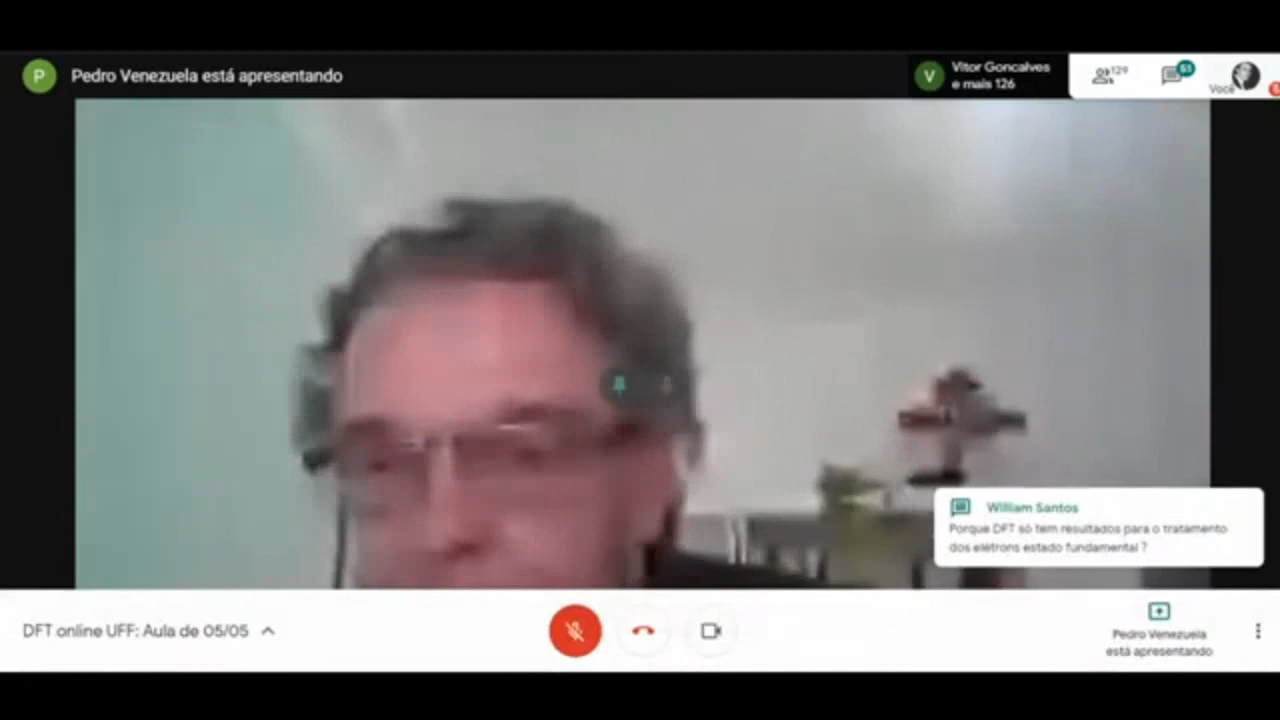 P
Pedro Venezuela está apresentando
V
Vitor Goncalves
e mais 126
129
51
Você
William Santos
Porque DFT só tem resultados para o tratamento
dos elétrons estado fundamental ?
DFT online UFF: Aula de 05/05
Pedro Venezuela
está apresentando